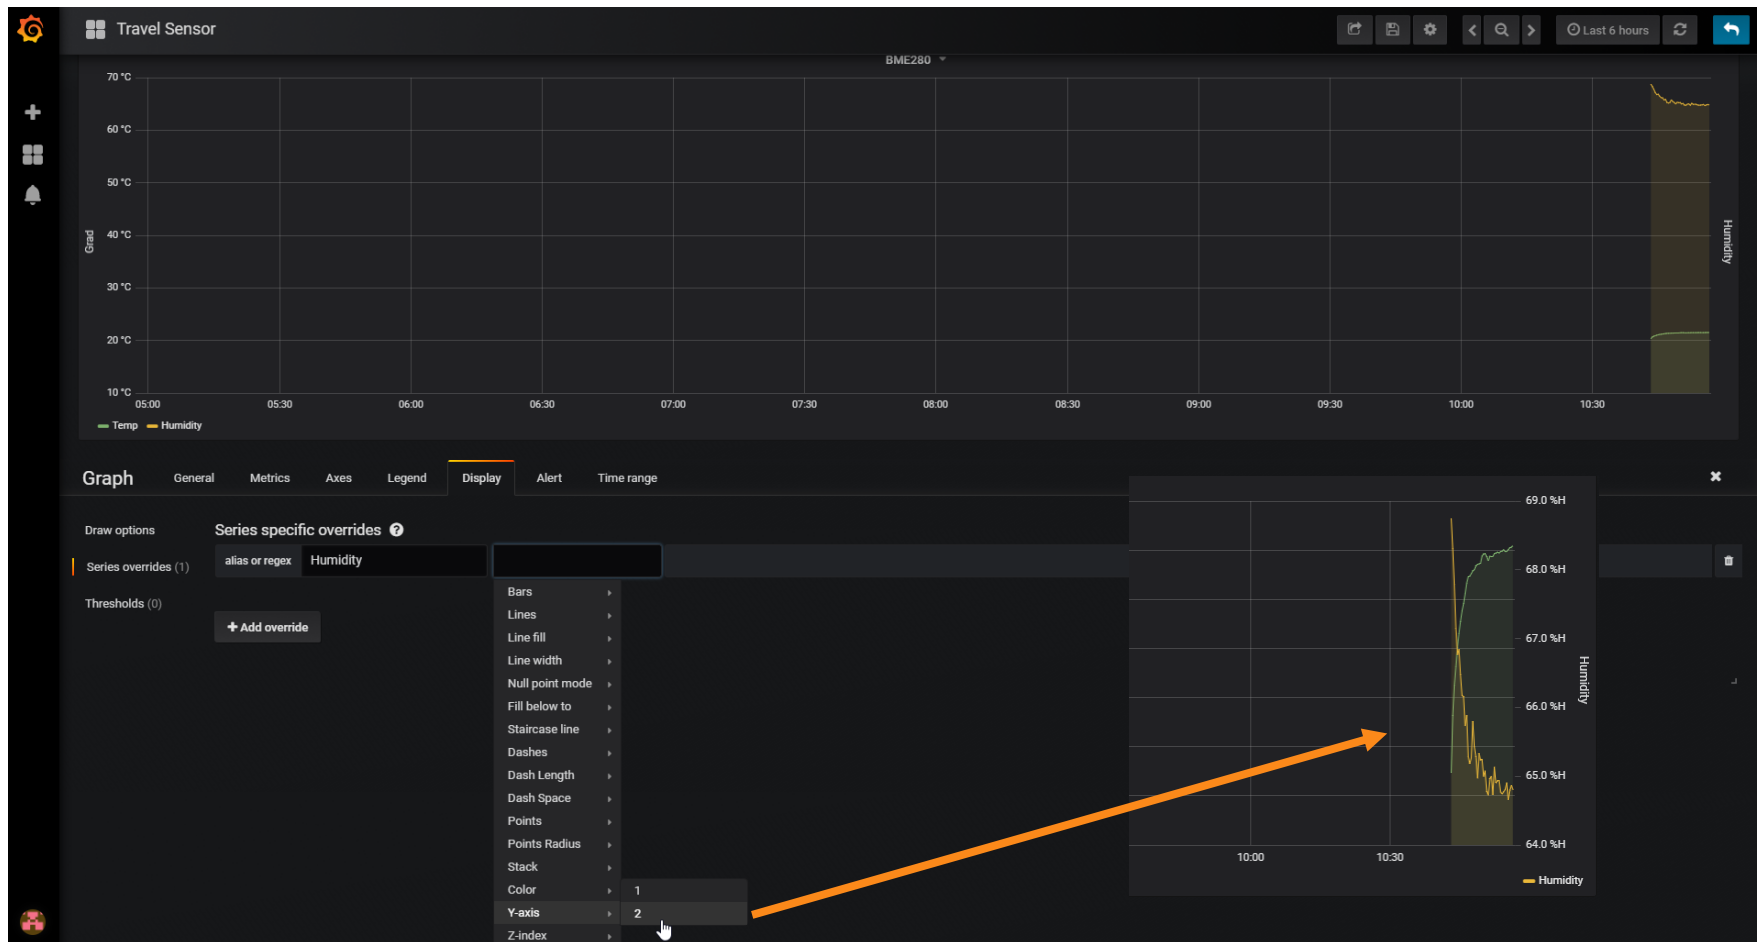 Travel Sensor
Last 6 hours
BME280
70 °C
60 °C
50 °C
40 °C
30 °C
20 °C
10 °C
Grad
Humidity
05:00 05:30 06:00 06:30 07:00 07:30 08:00 08:30 09:00 09:30 10:00 10:30
Temp Humidity
Graph General Metrics Axes Legend Display Alert Time range
Draw options
Series overrides (1)
Thresholds (0)
Series specific overrides ?
alias or regex Humidity
+ Add override
Bars
Lines
Line fill
Line width
Null point mode
Fill below to
Staircase line
Dashes
Dash Length
Dash Space
Points
Points Radius
Stack
Color
Y-axis
Z-index
1
2
69.0 %H
68.0 %H
67.0 %H
66.0 %H
65.0 %H
64.0 %H
Humidity
10:00 10:30
Humidity